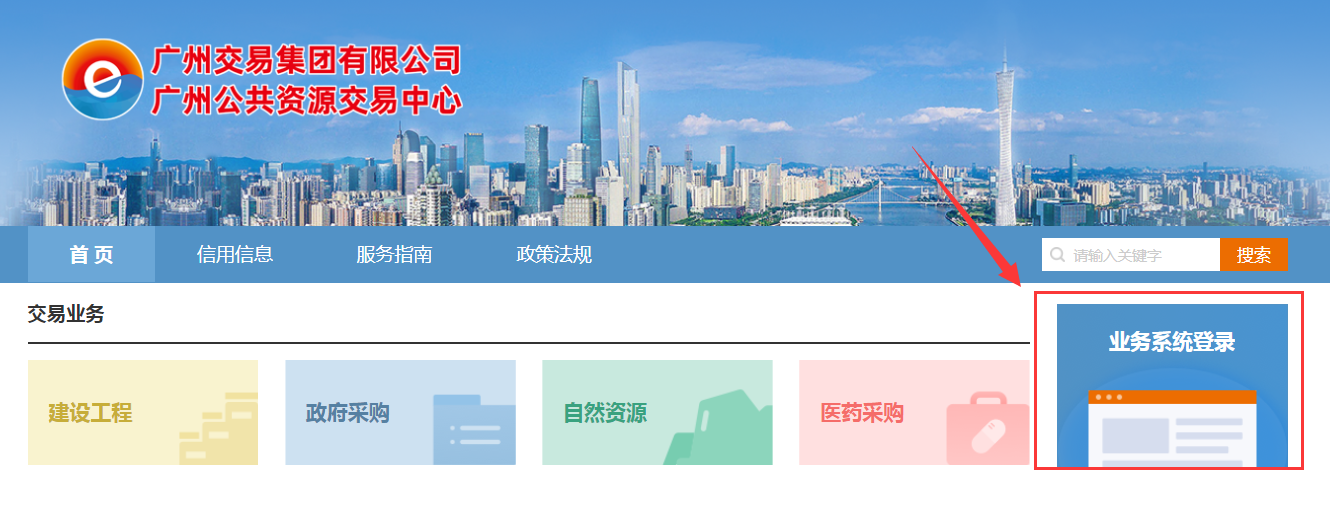 广州交易集团有限公司
广州公共资源交易中心
首页
信用信息
服务指南
政策法规
请输入关键字
搜索
交易业务
业务系统登录
建设工程
政府采购
自然资源
医药采购